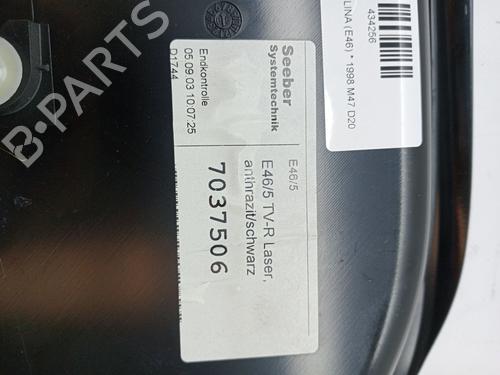 434256
LINA (E46) * 1998 M47 D20
Seeber
Systemtechnik
Endkontrolle
05.09.03 10:07:25
D1744
E46/5
E46/5 TV-R Laser,
anthrazit/schwarz
7037506
B-Parts